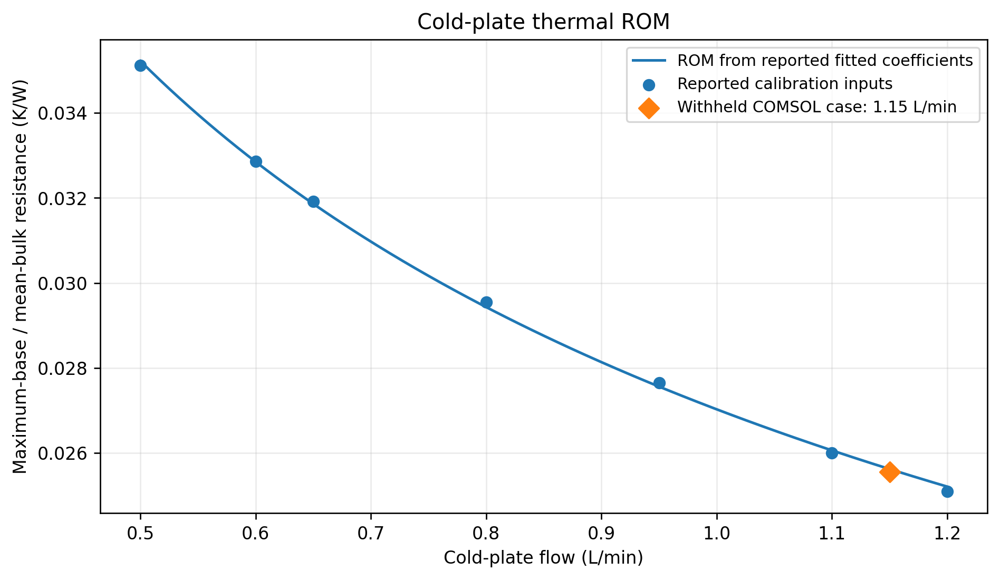 Cold-plate thermal ROM
ROM from reported fitted coefficients
Reported calibration inputs
Withheld COMSOL case: 1.15 L/min
Maximum-base / mean-bulk resistance (K/W)
0.034
0.032
0.030
0.028
0.026
0.5 0.6 0.7 0.8 0.9 1.0 1.1 1.2
Cold-plate flow (L/min)